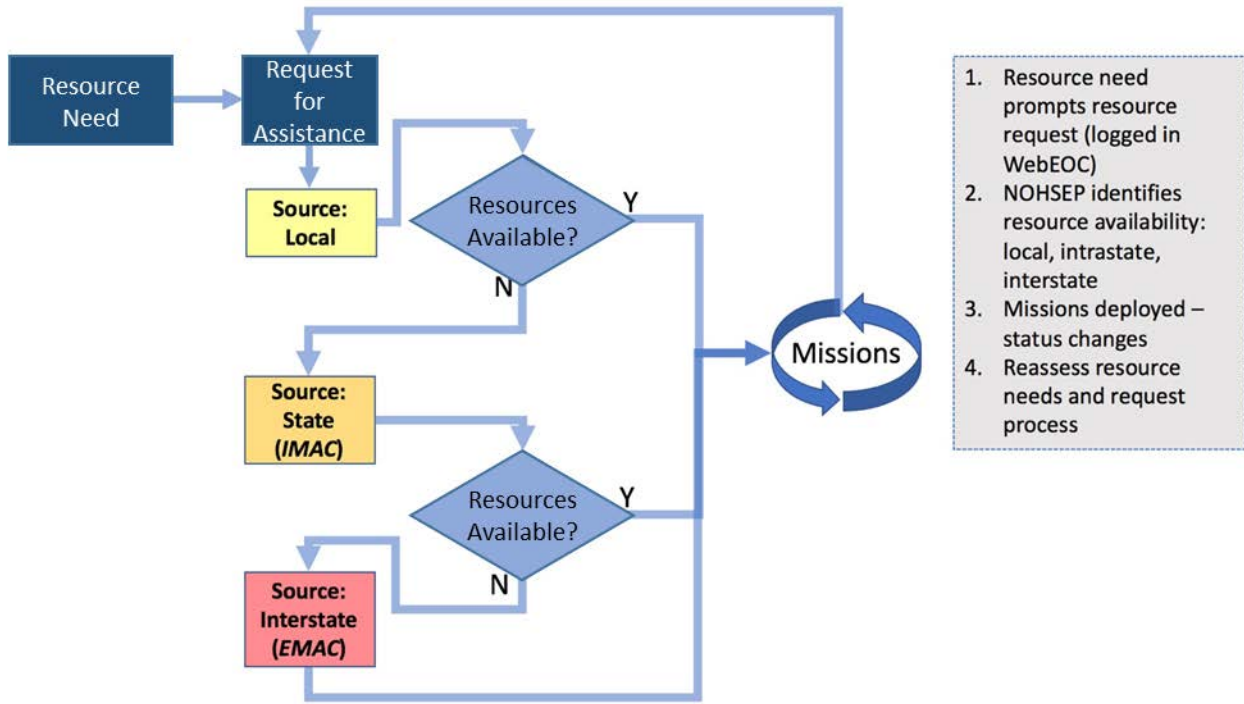 Resource
Need
Request
for
Assistance
Source:
Local
Resources
Available?
Y
N
Source:
State
(IMAC)
Resources
Available?
Y
N
Source:
Interstate
(EMAC)
Missions
1. Resource need
prompts resource
request (logged in
WebEOC)
2. NOHSEP identifies
resource availability:
local, intrastate,
interstate
3. Missions deployed –
status changes
4. Reassess resource
needs and request
process